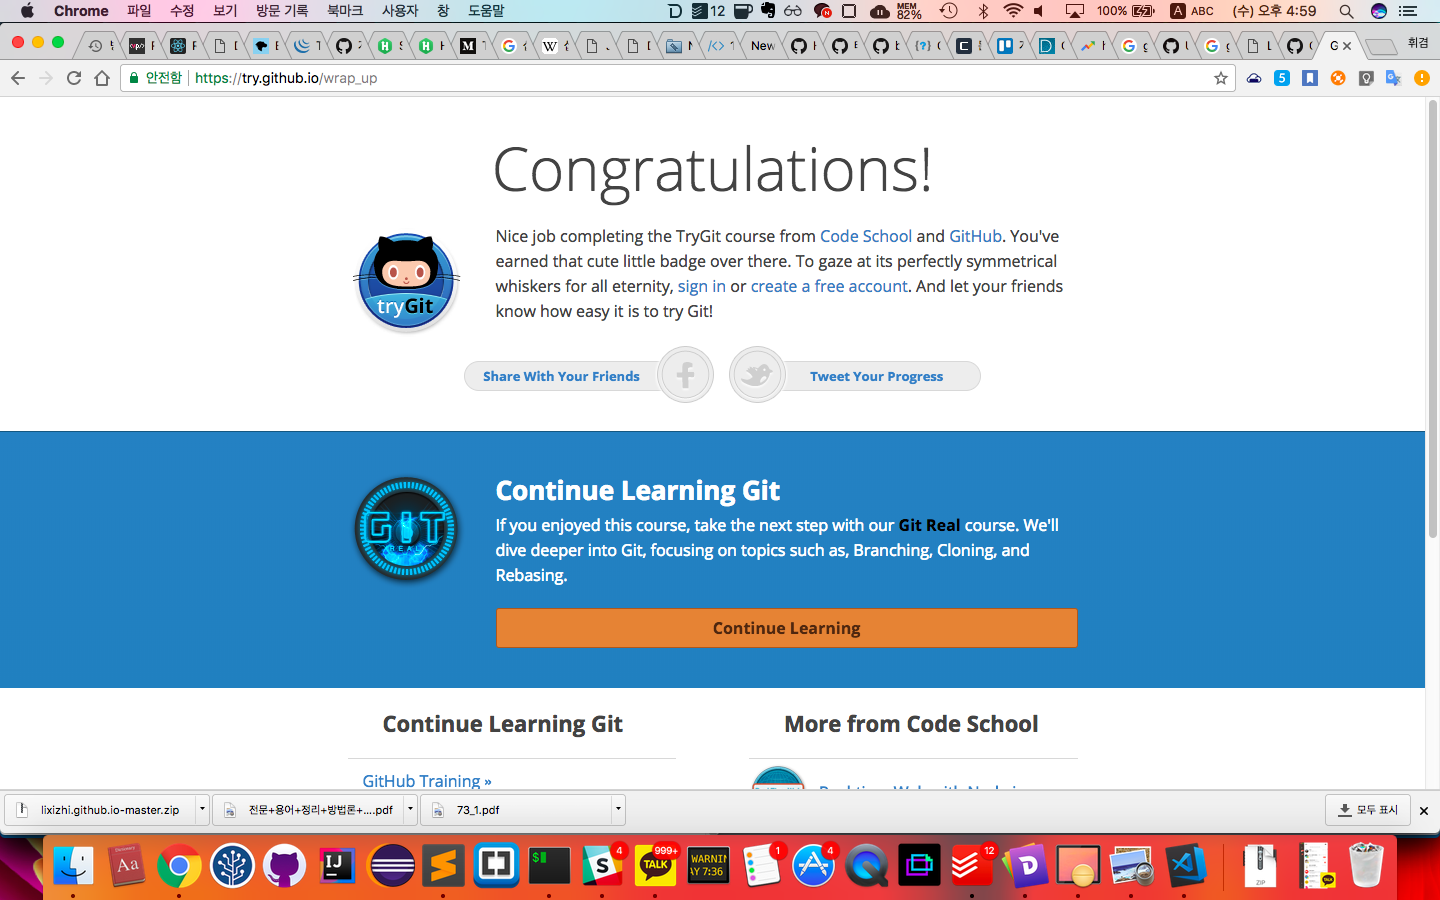 Chrome 파일 수정 보기 방문 기록 북마크 사용자 창 도움말 12 MEM 82% 100% A ABC (수) 오후 4:59
New
휘겸
안전함 https://try.github.io/wrap_up
Congratulations!
Nice job completing the TryGit course from Code School and GitHub. You've
earned that cute little badge over there. To gaze at its perfectly symmetrical
whiskers for all eternity, sign in or create a free account. And let your friends
know how easy it is to try Git!
tryGit
Share With Your Friends
Tweet Your Progress
GIT
REAL
Continue Learning Git
If you enjoyed this course, take the next step with our Git Real course. We'll
dive deeper into Git, focusing on topics such as, Branching, Cloning, and
Rebasing.
Continue Learning
Continue Learning Git
More from Code School
GitHub Training »
lixizhi.github.io-master.zip
전문+용어+정리+방법론+....pdf
73_1.pdf
모두 표시
Aa
IJ
$
S 4
TALK 999+
WARNIN
AY 7:36
1
4
12
D
ZIP